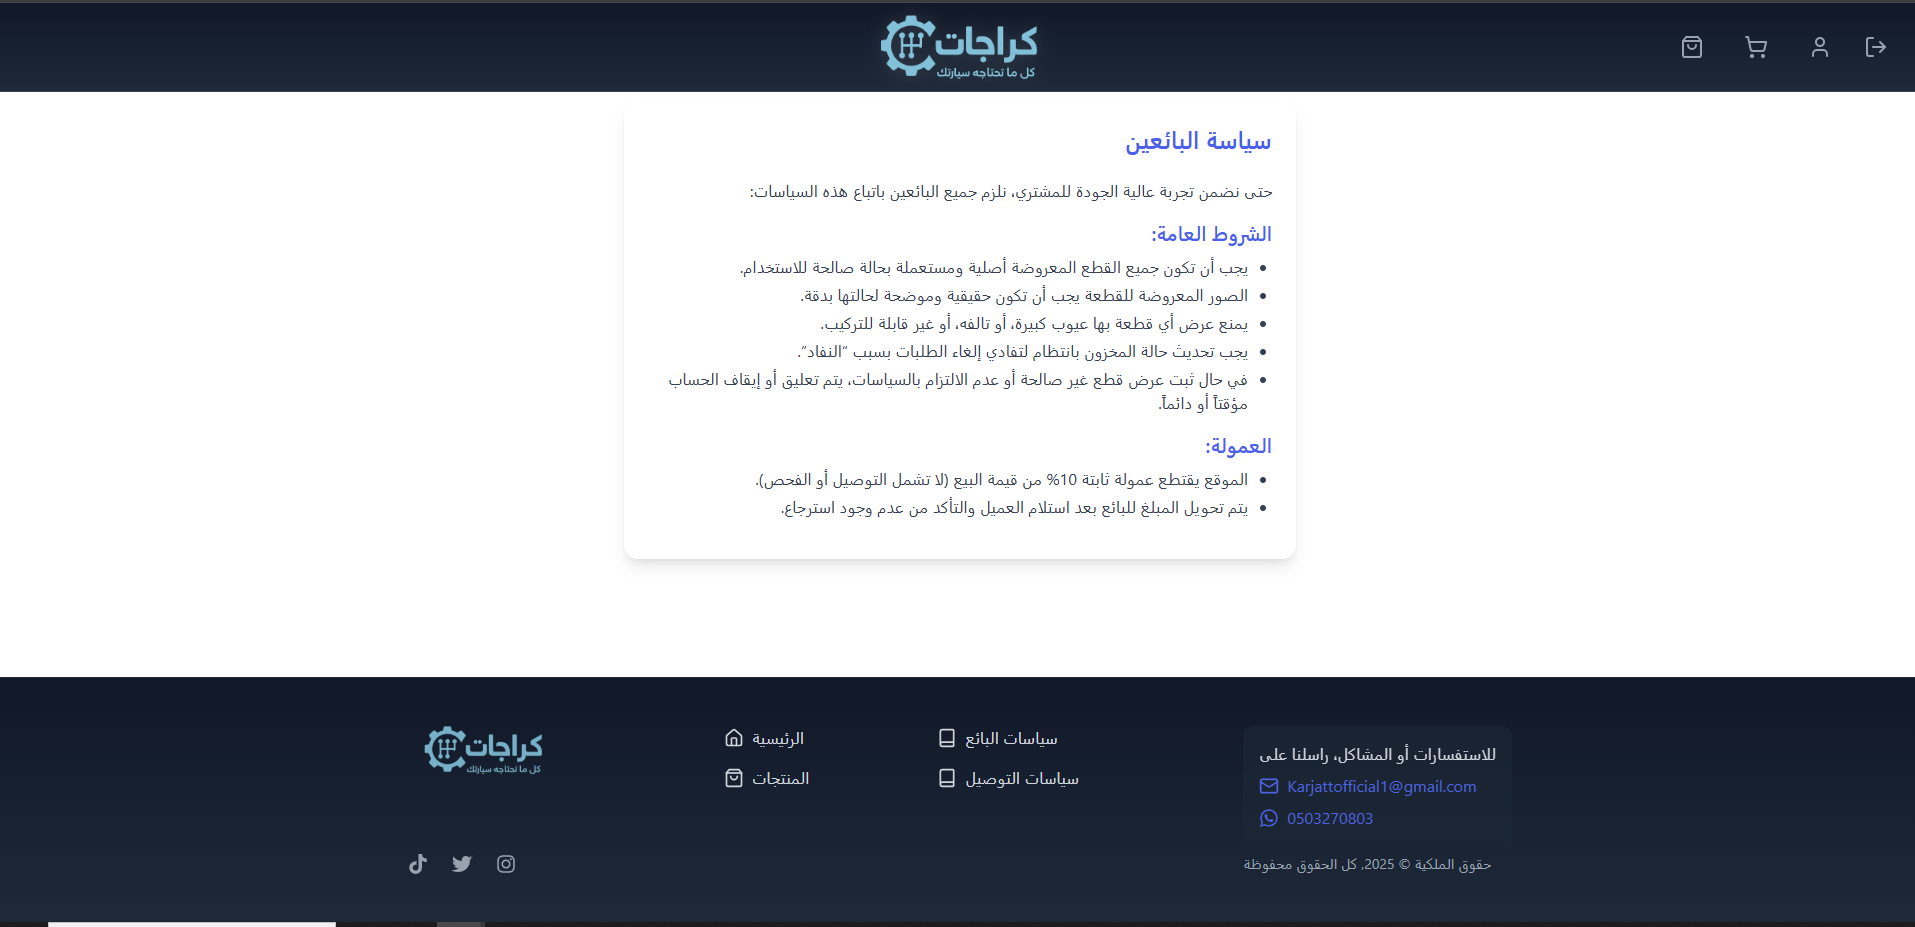 كراجات
كل ما تحتاجه سيارتك
سياسة البائعين
حتى نضمن تجربة عالية الجودة للمشتري، نلزم جميع البائعين باتباع هذه السياسات:
الشروط العامة:
يجب أن تكون جميع القطع المعروضة أصلية ومستعملة بحالة صالحة للاستخدام.
الصور المعروضة للقطعة يجب أن تكون حقيقية وموضحة لحالتها بدقة.
يمنع عرض أي قطعة بها عيوب كبيرة، أو تالفه، أو غير قابلة للتركيب.
يجب تحديث حالة المخزون بانتظام لتفادي إلغاء الطلبات بسبب “النفاد”.
في حال ثبت عرض قطع غير صالحة أو عدم الالتزام بالسياسات، يتم تعليق أو إيقاف الحساب
مؤقتاً أو دائماً.
العمولة:
الموقع يقتطع عمولة ثابتة 10% من قيمة البيع (لا تشمل التوصيل أو الفحص).
يتم تحويل المبلغ للبائع بعد استلام العميل والتأكد من عدم وجود استرجاع.
للاستفسارات أو المشاكل، راسلنا على
Karjattofficial1@gmail.com
0503270803
حقوق الملكية © 2025, كل الحقوق محفوظة
سياسات البائع
سياسات التوصيل
الرئيسية
المنتجات
كراجات
كل ما تحتاجه سيارتك